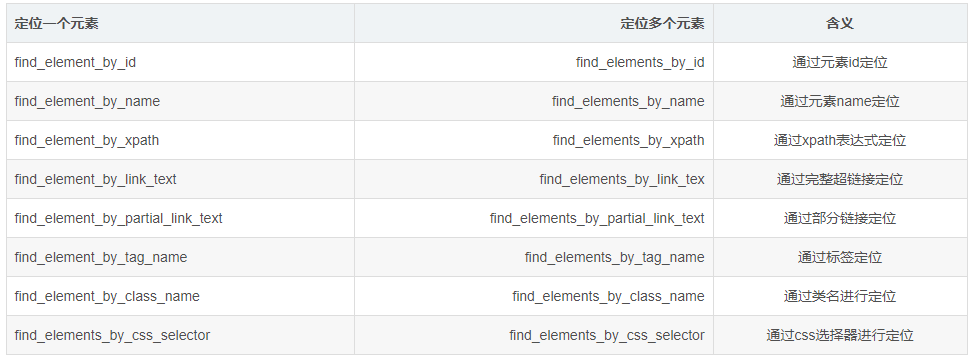 定位一个元素 定位多个元素 含义
find_element_by_id find_elements_by_id 通过元素id定位
find_element_by_name find_elements_by_name 通过元素name定位
find_element_by_xpath find_elements_by_xpath 通过xpath表达式定位
find_element_by_link_text find_elements_by_link_tex 通过完整超链接定位
find_element_by_partial_link_text find_elements_by_partial_link_text 通过部分链接定位
find_element_by_tag_name find_elements_by_tag_name 通过标签定位
find_element_by_class_name find_elements_by_class_name 通过类名进行定位
find_elements_by_css_selector find_elements_by_css_selector 通过css选择器进行定位